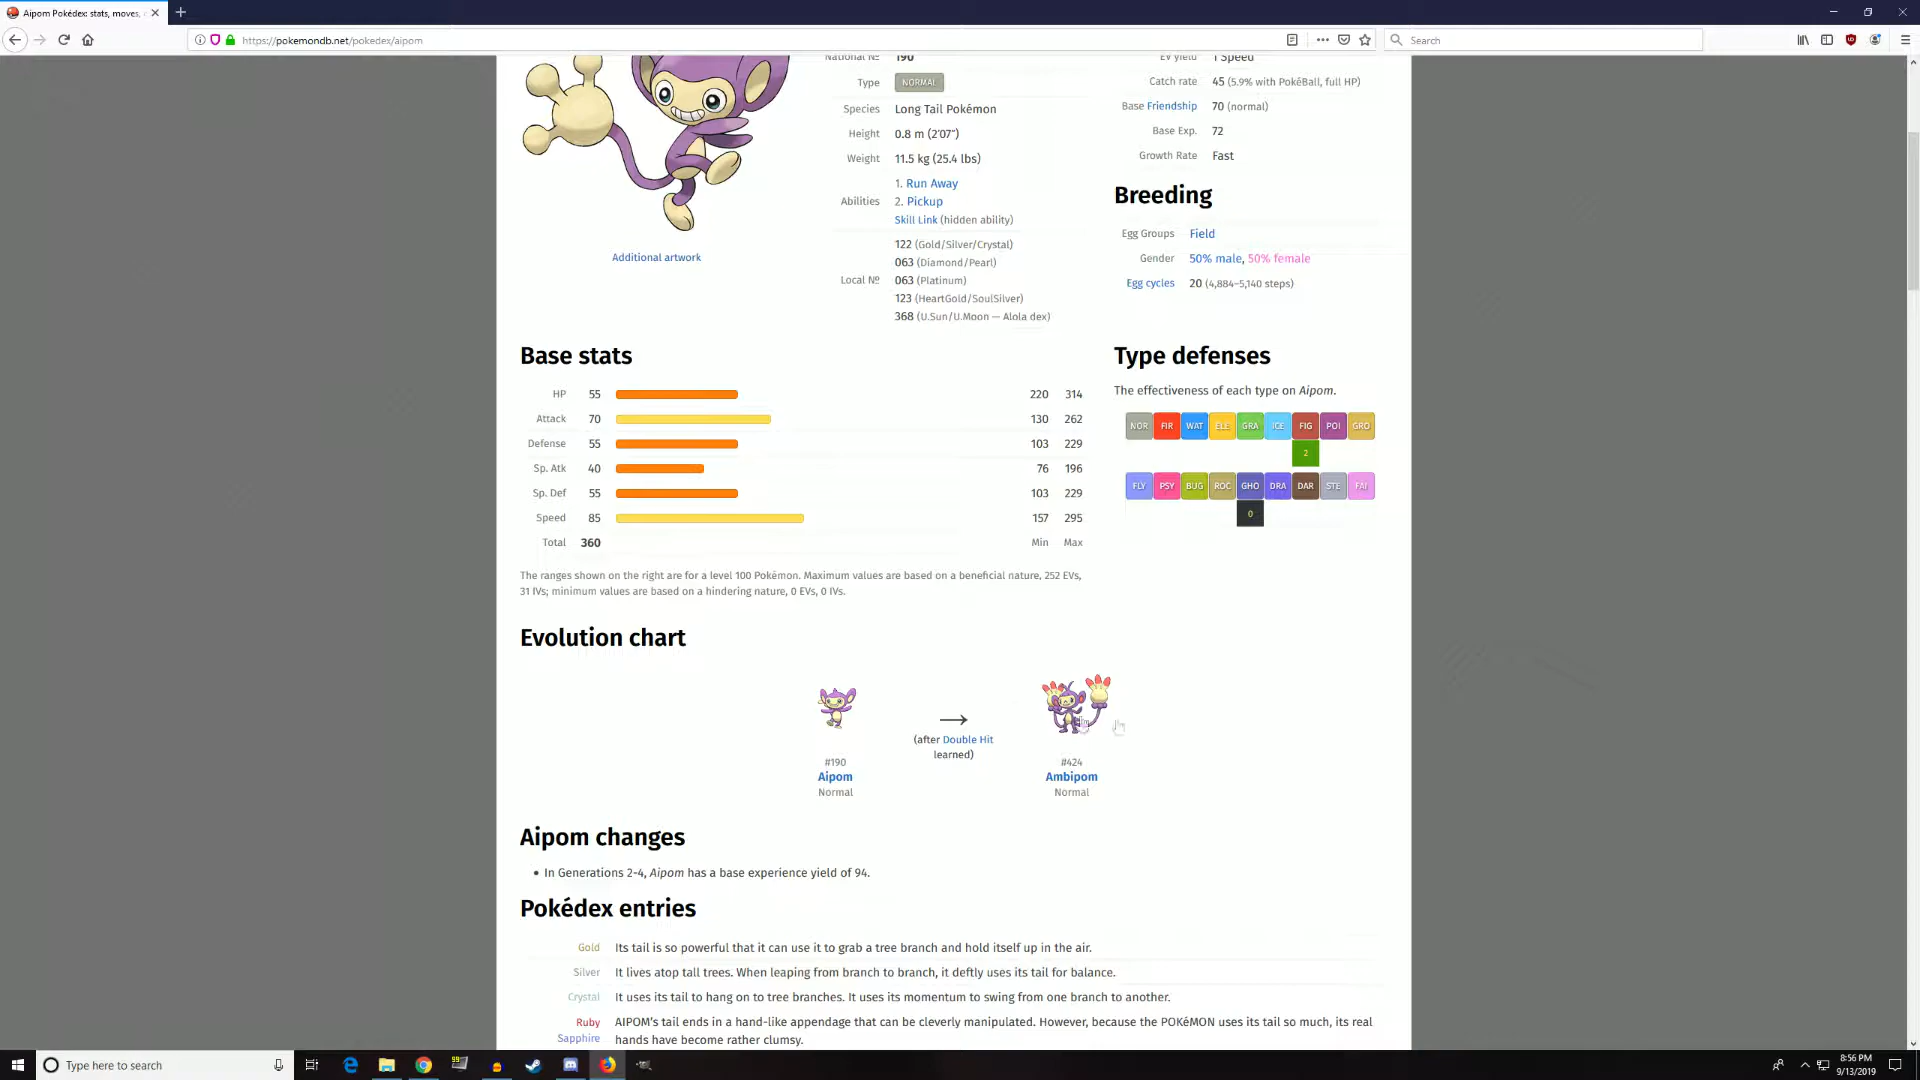 Aipom Pokédex: stats, moves,
https://pokemondb.net/pokedex/aipom
Search
National № 190
Type NORMAL
Species Long Tail Pokémon
Height 0.8 m (2′07″)
Weight 11.5 kg (25.4 lbs)
Abilities
1. Run Away
2. Pickup
Skill Link (hidden ability)
Local №
122 (Gold/Silver/Crystal)
063 (Diamond/Pearl)
063 (Platinum)
123 (HeartGold/SoulSilver)
368 (U.Sun/U.Moon — Alola dex)
Additional artwork
EV yield 1 Speed
Catch rate 45 (5.9% with PokéBall, full HP)
Base Friendship 70 (normal)
Base Exp. 72
Growth Rate Fast
Breeding
Egg Groups Field
Gender 50% male, 50% female
Egg cycles 20 (4,884–5,140 steps)
Base stats
HP 55 220 314
Attack 70 130 262
Defense 55 103 229
Sp. Atk 40 76 196
Sp. Def 55 103 229
Speed 85 157 295
Total 360 Min Max
The ranges shown on the right are for a level 100 Pokémon. Maximum values are based on a beneficial nature, 252 EVs,
31 IVs; minimum values are based on a hindering nature, 0 EVs, 0 IVs.
Type defenses
The effectiveness of each type on Aipom.
NOR FIR WAT ELE GRA ICE FIG POI GRO
2
FLY PSY BUG ROC GHO DRA DAR STE FAI
0
Evolution chart
(after Double Hit
learned)
#190
Aipom
Normal
#424
Ambipom
Normal
Aipom changes
• In Generations 2-4, Aipom has a base experience yield of 94.
Pokédex entries
Gold Its tail is so powerful that it can use it to grab a tree branch and hold itself up in the air.
Silver It lives atop tall trees. When leaping from branch to branch, it deftly uses its tail for balance.
Crystal It uses its tail to hang on to tree branches. It uses its momentum to swing from one branch to another.
Ruby AIPOM's tail ends in a hand-like appendage that can be cleverly manipulated. However, because the POKéMON uses its tail so much, its real
Sapphire hands have become rather clumsy.
Type here to search
8:56 PM
9/13/2019